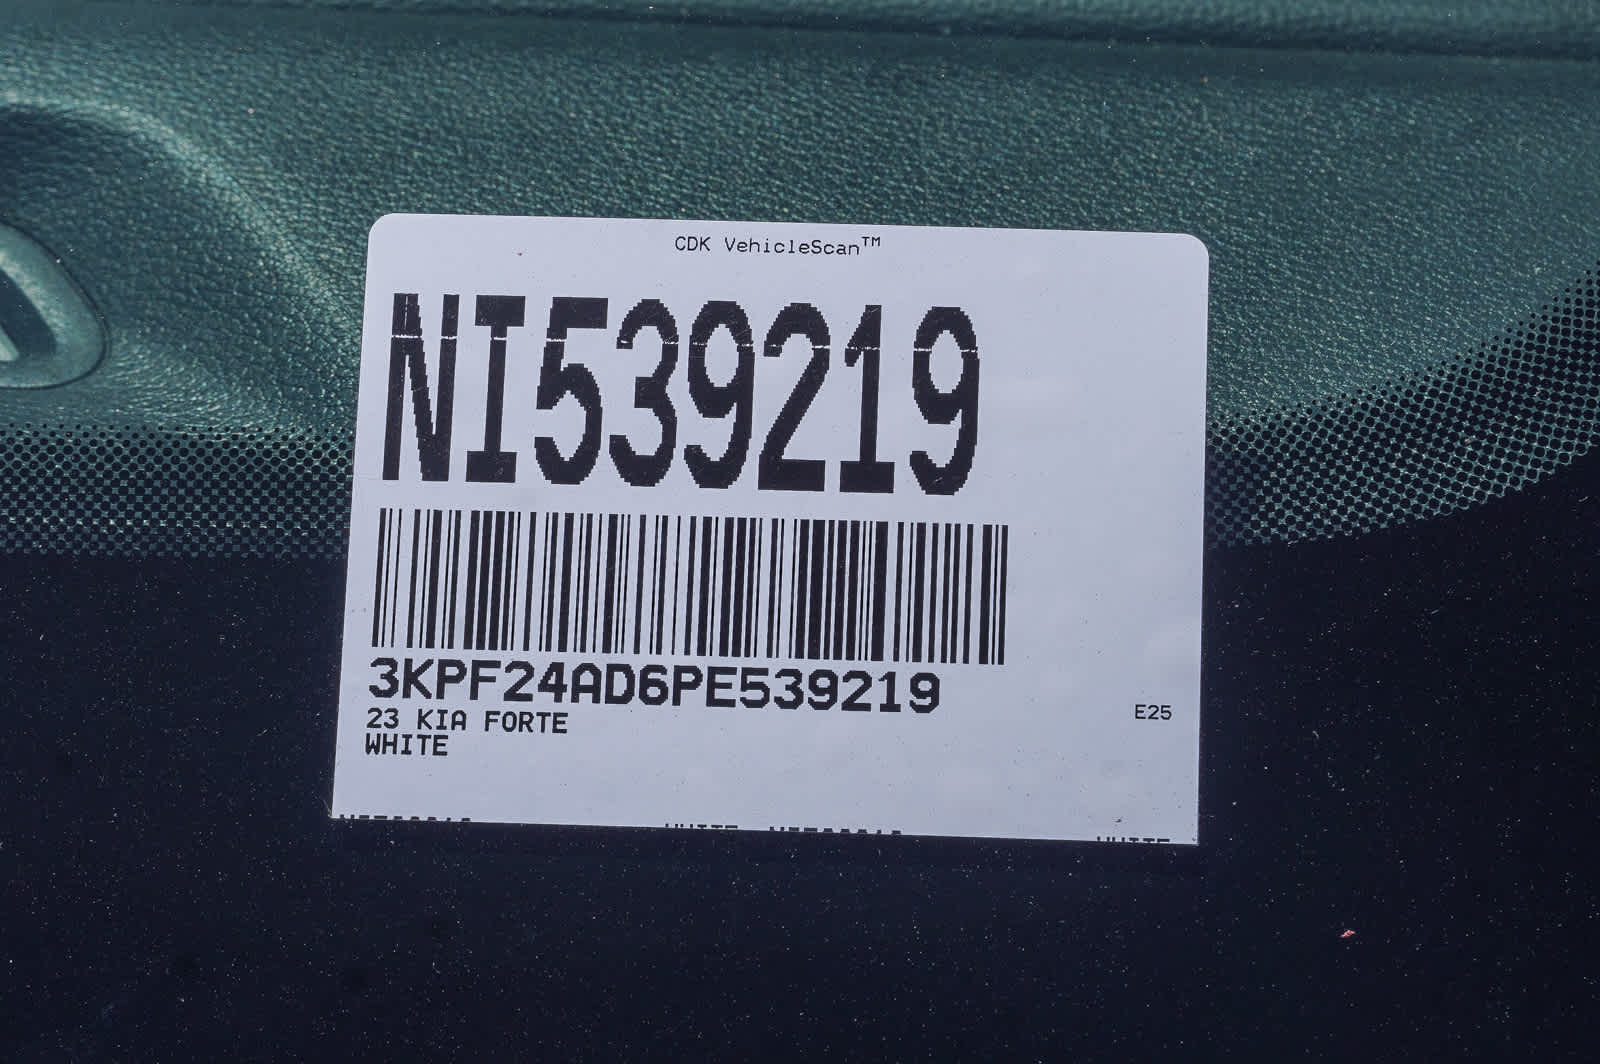 CDK VehicleScan™
NI539219
3KPF24AD6PE539219
23 KIA FORTE
E25
WHITE